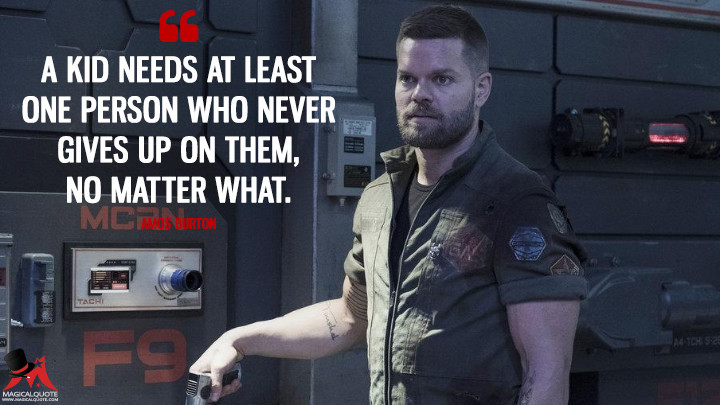 A KID NEEDS AT LEAST
ONE PERSON WHO NEVER
GIVES UP ON THEM,
NO MATTER WHAT.
AMOS BURTON
MCRN
TACHI
F9
MAGICALQUOTE
WWW.MAGICALQUOTE.COM